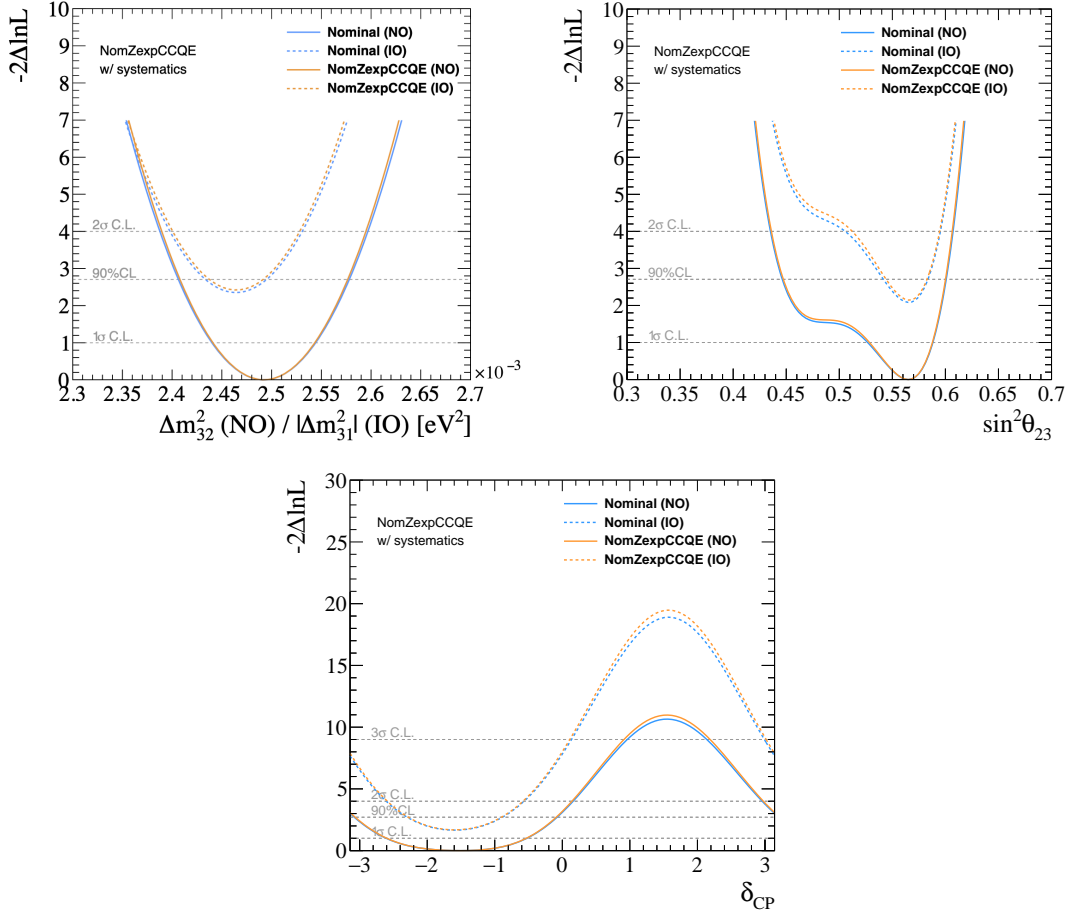 -2ΔlnL
10
9
8
7
6
5
4
3
2
1
0
NomZexpCCQE
w/ systematics
Nominal (NO)
Nominal (IO)
NomZexpCCQE (NO)
NomZexpCCQE (IO)
2σ C.L.
90%CL
1σ C.L.
2.3 2.35 2.4 2.45 2.5 2.55 2.6 2.65 2.7
×10⁻³
Δm²₃₂ (NO) / |Δm²₃₁| (IO) [eV²]
-2ΔlnL
10
9
8
7
6
5
4
3
2
1
0
NomZexpCCQE
w/ systematics
Nominal (NO)
Nominal (IO)
NomZexpCCQE (NO)
NomZexpCCQE (IO)
2σ C.L.
90%CL
1σ C.L.
0.3 0.35 0.4 0.45 0.5 0.55 0.6 0.65 0.7
sin²θ₂₃
-2ΔlnL
30
25
20
15
10
5
0
NomZexpCCQE
w/ systematics
Nominal (NO)
Nominal (IO)
NomZexpCCQE (NO)
NomZexpCCQE (IO)
3σ C.L.
2σ C.L.
90%CL
1σ C.L.
−3 −2 −1 0 1 2 3
δCP